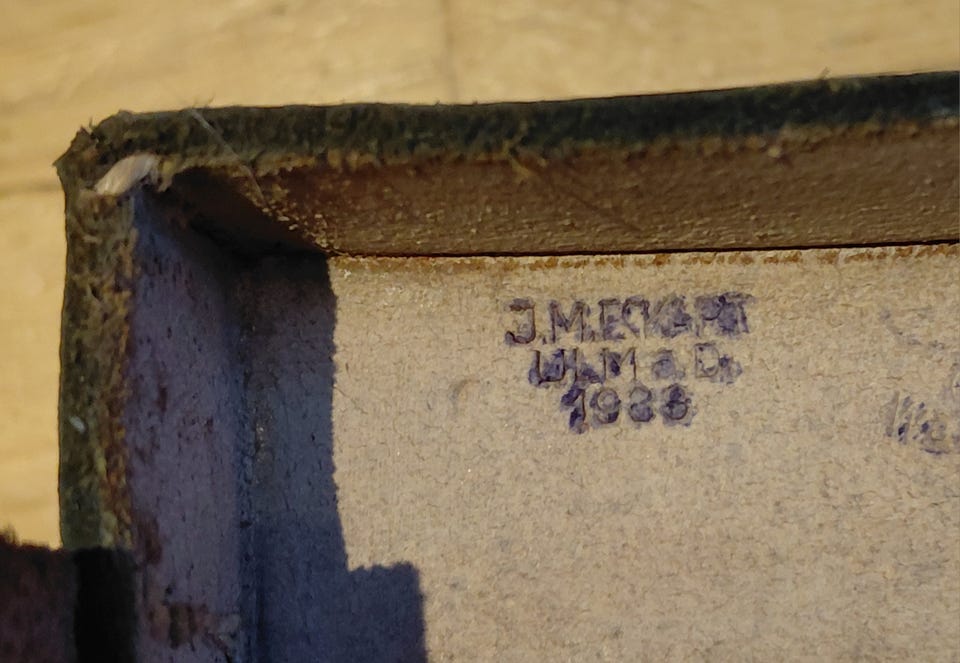 J.M.ECKART
ULM a. D.
1938